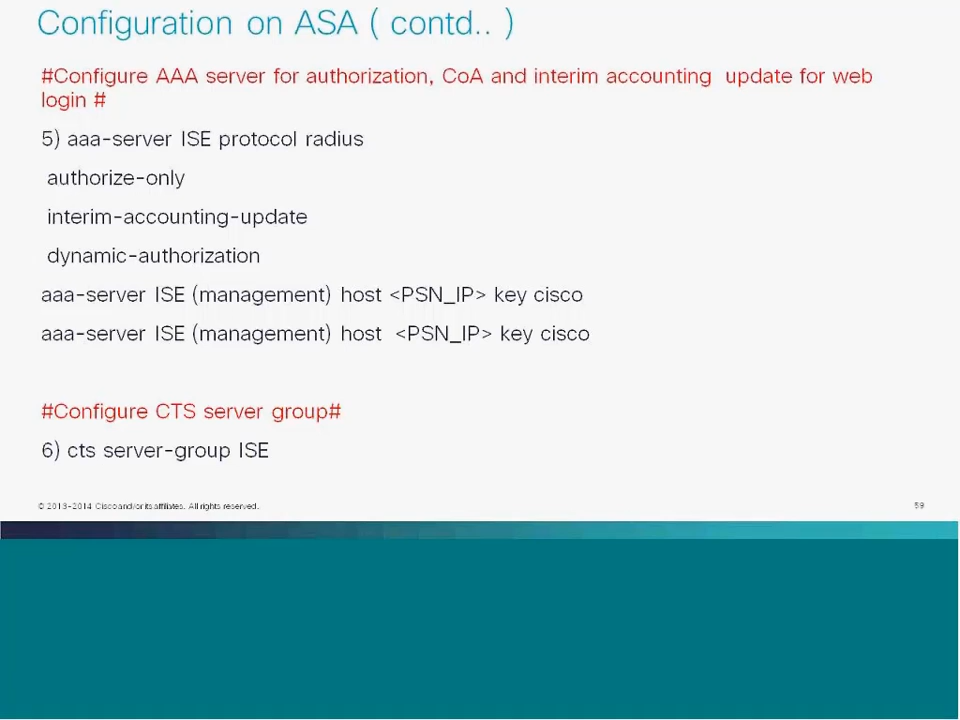 Configuration on ASA ( contd.. )
#Configure AAA server for authorization, CoA and interim accounting update for web
login #
5) aaa-server ISE protocol radius
authorize-only
interim-accounting-update
dynamic-authorization
aaa-server ISE (management) host <PSN_IP> key cisco
aaa-server ISE (management) host <PSN_IP> key cisco
#Configure CTS server group#
6) cts server-group ISE
© 2013-2014 Cisco and/or its affiliates. All rights reserved.
59